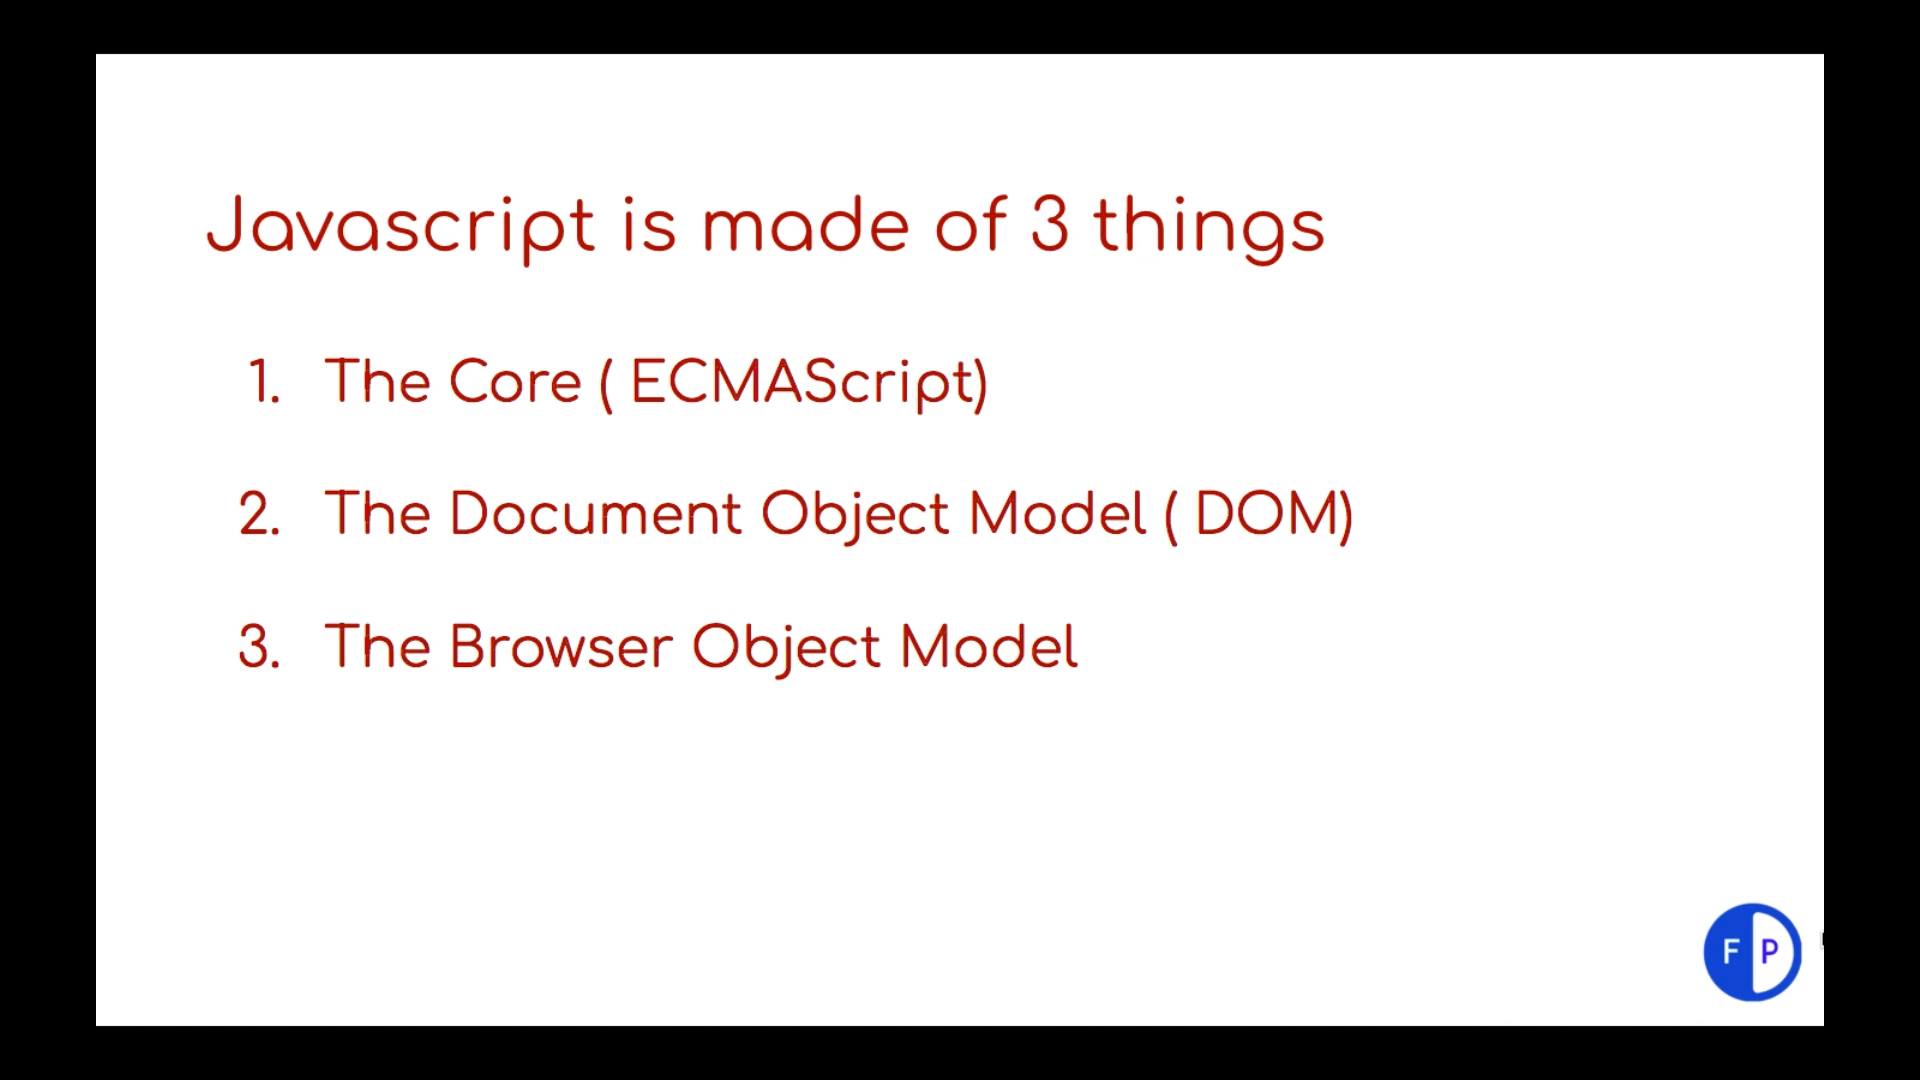 Javascript is made of 3 things
1. The Core ( ECMAScript)
2. The Document Object Model ( DOM)
3. The Browser Object Model
F P